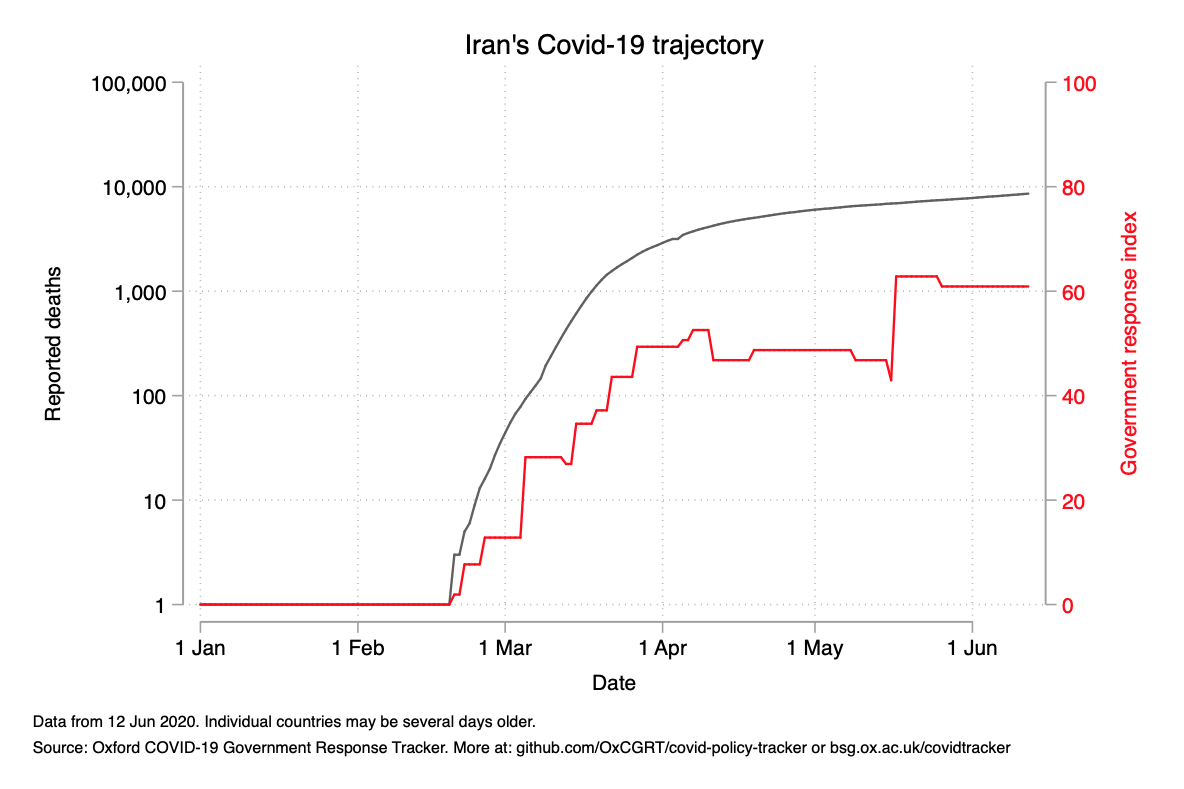 Iran's Covid-19 trajectory
100,000
10,000
1,000
100
10
1
Reported deaths
100
80
60
40
20
0
Government response index
1 Jan 1 Feb 1 Mar 1 Apr 1 May 1 Jun
Date
Data from 12 Jun 2020. Individual countries may be several days older.
Source: Oxford COVID-19 Government Response Tracker. More at: github.com/OxCGRT/covid-policy-tracker or bsg.ox.ac.uk/covidtracker